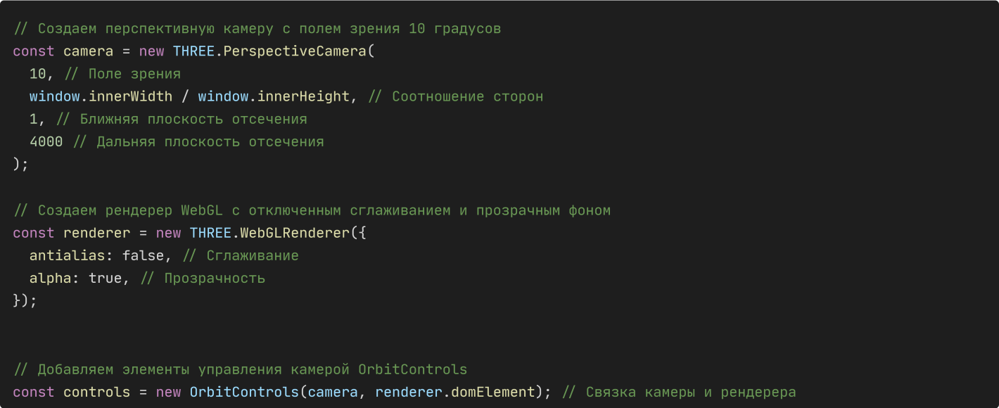 // Создаем перспективную камеру с полем зрения 10 градусов
const camera = new THREE.PerspectiveCamera(
  10, // Поле зрения
  window.innerWidth / window.innerHeight, // Соотношение сторон
  1, // Ближняя плоскость отсечения
  4000 // Дальняя плоскость отсечения
);
// Создаем рендерер WebGL с отключенным сглаживанием и прозрачным фоном
const renderer = new THREE.WebGLRenderer({
  antialias: false, // Сглаживание
  alpha: true, // Прозрачность
});
// Добавляем элементы управления камерой OrbitControls
const controls = new OrbitControls(camera, renderer.domElement); // Связка камеры и рендерера